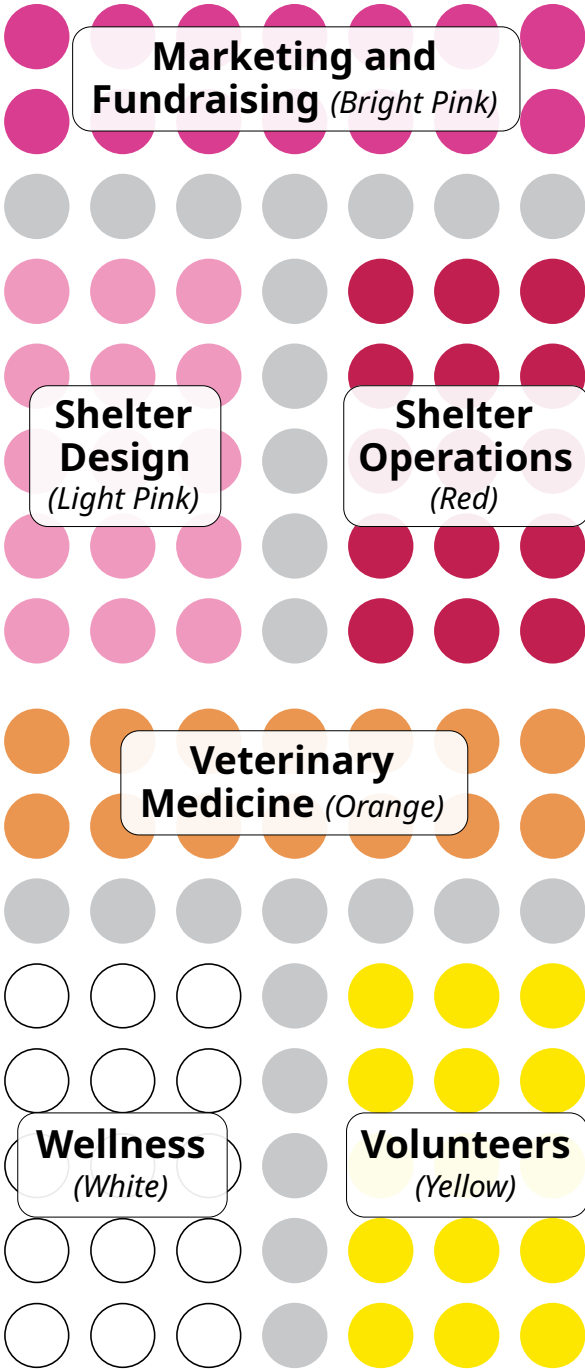 Marketing and
Fundraising (Bright Pink)
Shelter
Design
(Light Pink)
Shelter
Operations
(Red)
Veterinary
Medicine (Orange)
Wellness
(White)
Volunteers
(Yellow)